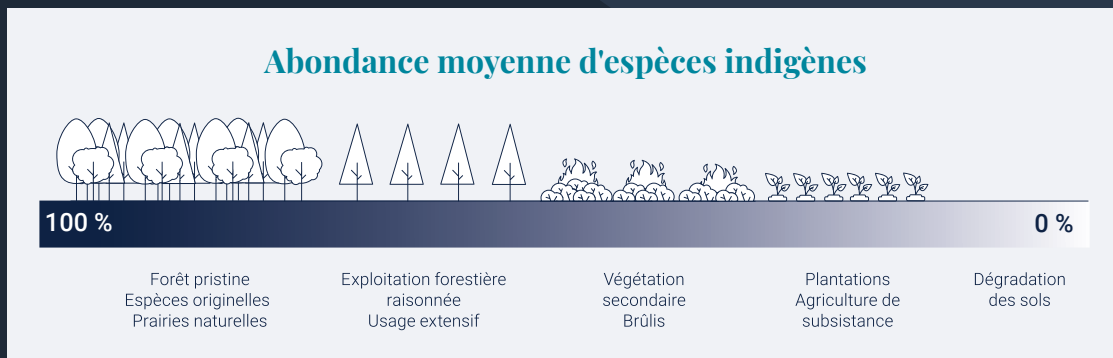 Abondance moyenne d'espèces indigènes
100 %
0 %
Forêt pristine
Espèces originelles
Prairies naturelles
Exploitation forestière
raisonnée
Usage extensif
Végétation
secondaire
Brûlis
Plantations
Agriculture de
subsistance
Dégradation
des sols